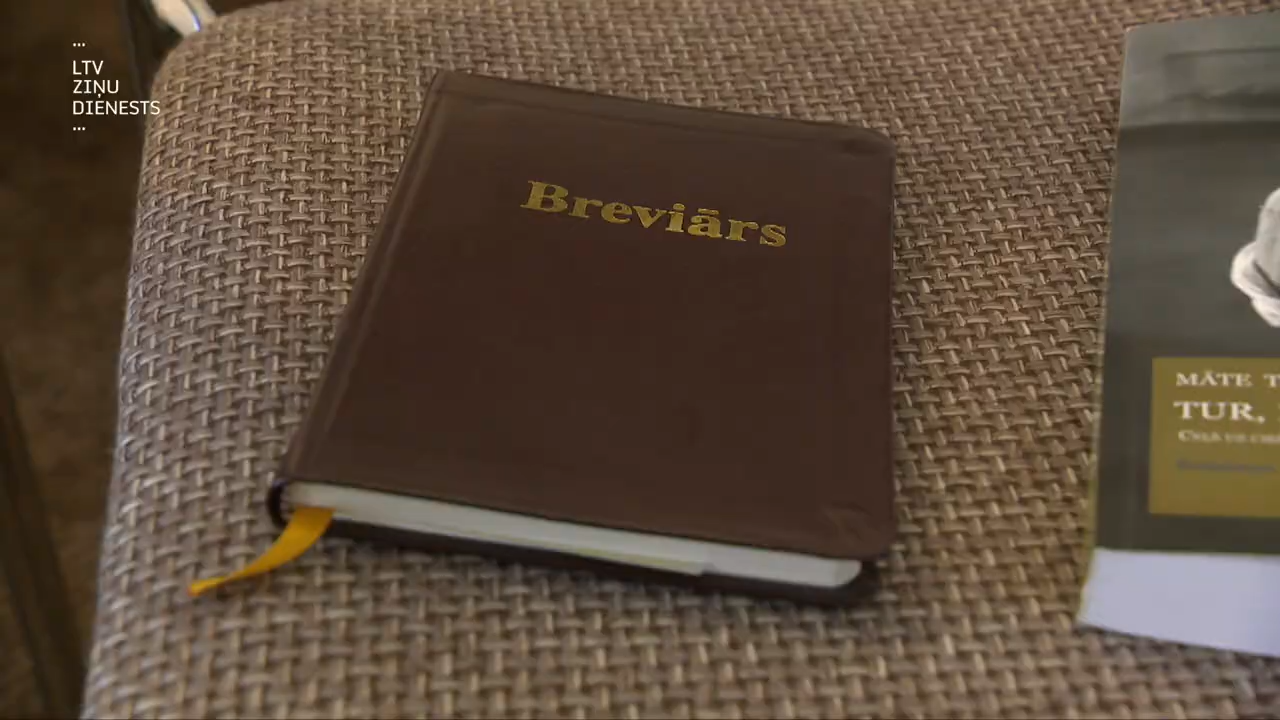 ...
LTV
ZIŅU
DIENESTS
...
Breviārs
MĀTE T
TUR,